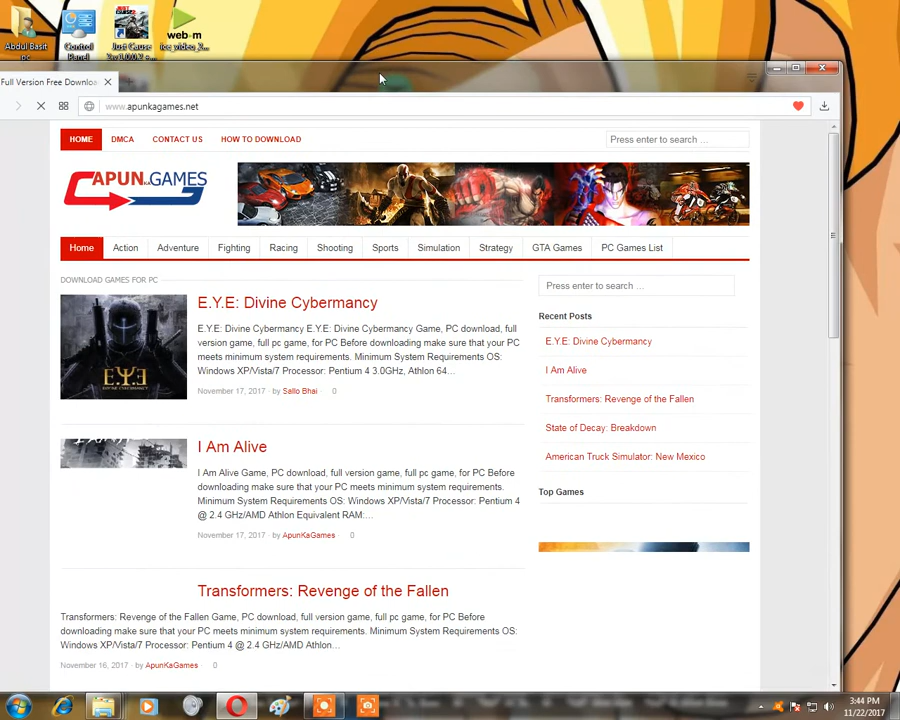 Abdul Basit
pc
Control
Panel
Just Cause
web-m
Full Version Free Downloa
www.apunkagames.net
HOME
DMCA
CONTACT US
HOW TO DOWNLOAD
Press enter to search …
APUNKAGAMES
Home
Action
Adventure
Fighting
Racing
Shooting
Sports
Simulation
Strategy
GTA Games
PC Games List
DOWNLOAD GAMES FOR PC
E.Y.E: Divine Cybermancy
E.Y.E: Divine Cybermancy E.Y.E: Divine Cybermancy Game, PC download, full
version game, full pc game, for PC Before downloading make sure that your PC
meets minimum system requirements. Minimum System Requirements OS:
Windows XP/Vista/7 Processor: Pentium 4 3.0GHz, Athlon 64…
November 17, 2017 · by Sallo Bhai · 0
EYE
I Am Alive
I Am Alive Game, PC download, full version game, full pc game, for PC Before
downloading make sure that your PC meets minimum system requirements.
Minimum System Requirements OS: Windows XP/Vista/7 Processor: Pentium 4
@ 2.4 GHz/AMD Athlon Equivalent RAM:…
November 17, 2017 · by ApunKaGames · 0
Transformers: Revenge of the Fallen
Transformers: Revenge of the Fallen Game, PC download, full version game, full pc game, for PC Before
downloading make sure that your PC meets minimum system requirements. Minimum System Requirements OS:
Windows XP/Vista/7 Processor: Pentium 4 @ 2.4 GHz/AMD Athlon…
November 16, 2017 · by ApunKaGames 0
Press enter to search …
Recent Posts
E.Y.E: Divine Cybermancy
I Am Alive
Transformers: Revenge of the Fallen
State of Decay: Breakdown
American Truck Simulator: New Mexico
Top Games
3:44 PM
11/22/2017